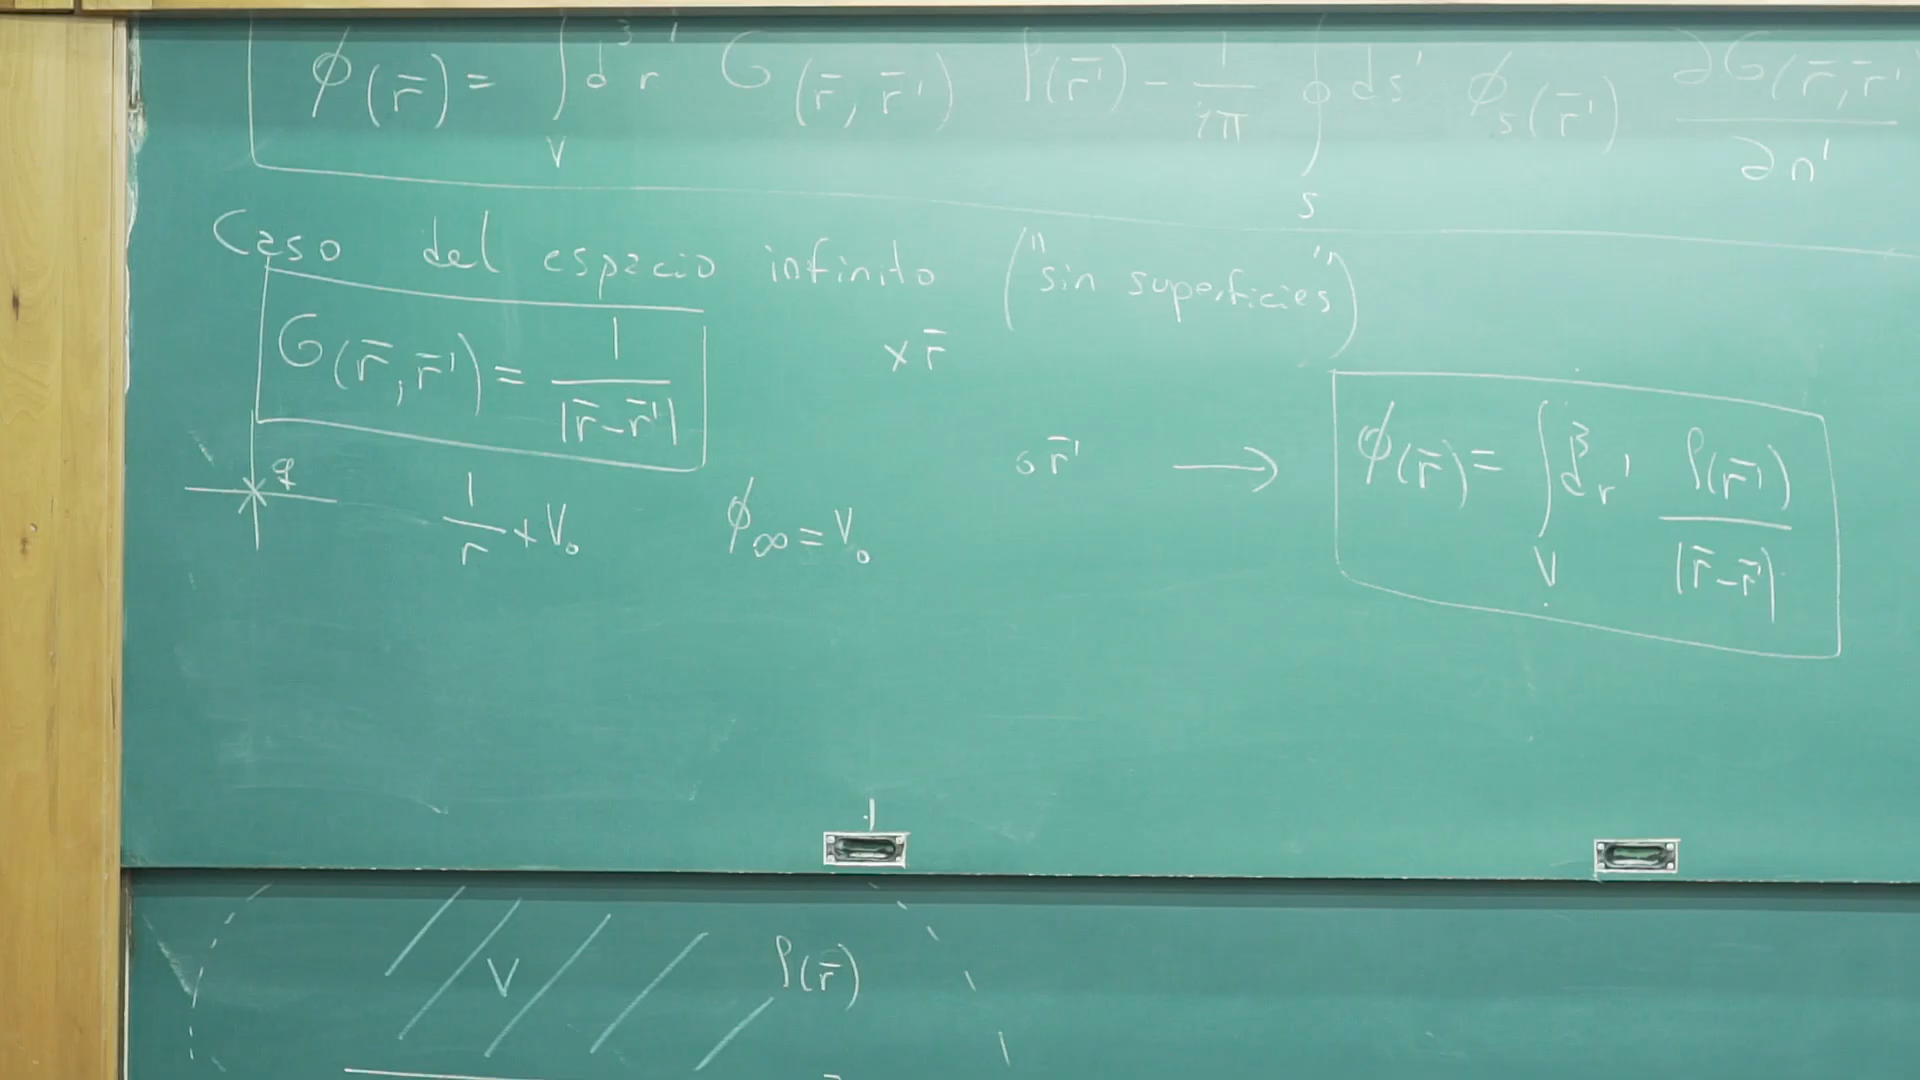 ϕ(r̄) = ∫_V d³r' G(r̄, r̄') ρ(r̄') − 1/4π ∮_S ds' ϕ_s(r̄') ∂G(r̄, r̄')/∂n'
Caso del espacio infinito ("sin superficies")
G(r̄, r̄') = 1/|r̄−r̄'|
× r̄
o r̄' → ϕ(r̄) = ∫_V d³r' ρ(r̄')/|r̄−r̄'|
q
1/r + V₀ ϕ_∞ = V₀
V ρ(r̄)